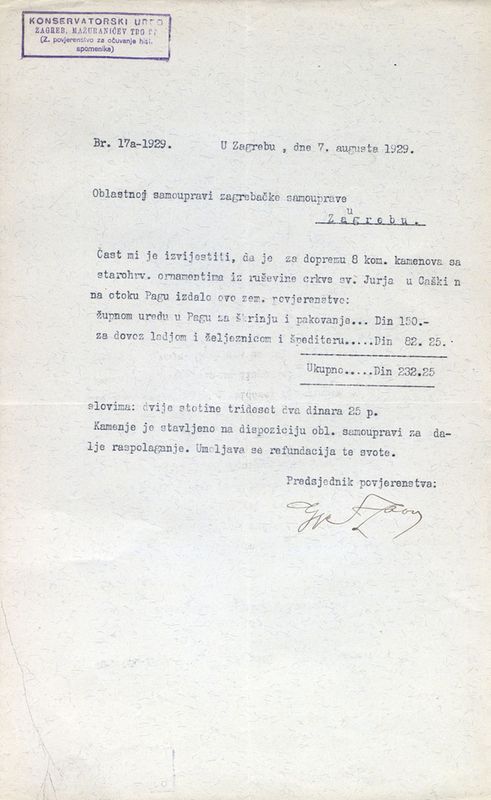 KONSERVATORSKI URED
ZAGREB, MAŽURANIĆEV TRG
(Z. povjerenstvo za očuvanje hist.
spomenika)
Br. 17a-1929. U Zagrebu , dne 7. augusta 1929.
Oblastnoj samoupravi zagrebačke samouprave
u
Zagrebu.
Čast mi je izvijestiti, da je za dopremu 8 kom. kamenova sa
starohrv. ornamentima iz ruševine crkve sv. Jurja u Caški n
na otoku Pagu izdalo ovo zem. povjerenstvo:
župnom uredu u Pagu za škrinju i pakovanje... Din 150.-
za dovoz ladjom i željeznicom i špediteru.....Din 82. 25.
Ukupno.....Din 232.25
slovima: dvije stotine trideset dva dinara 25 p.
Kamenje je stavljeno na dispoziciju obl. samoupravi za da-
lje raspolaganje. Umoljava se refundacija te svote.
Predsjednik povjerenstva: